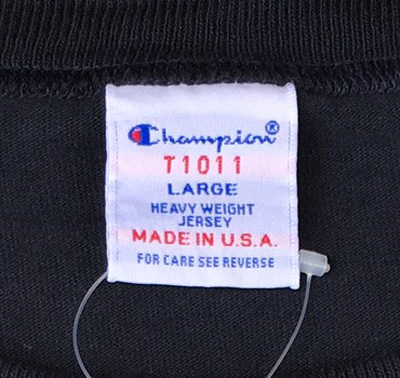 Champion®
T1011
LARGE
HEAVY WEIGHT
JERSEY
MADE IN U.S.A.
FOR CARE SEE REVERSE